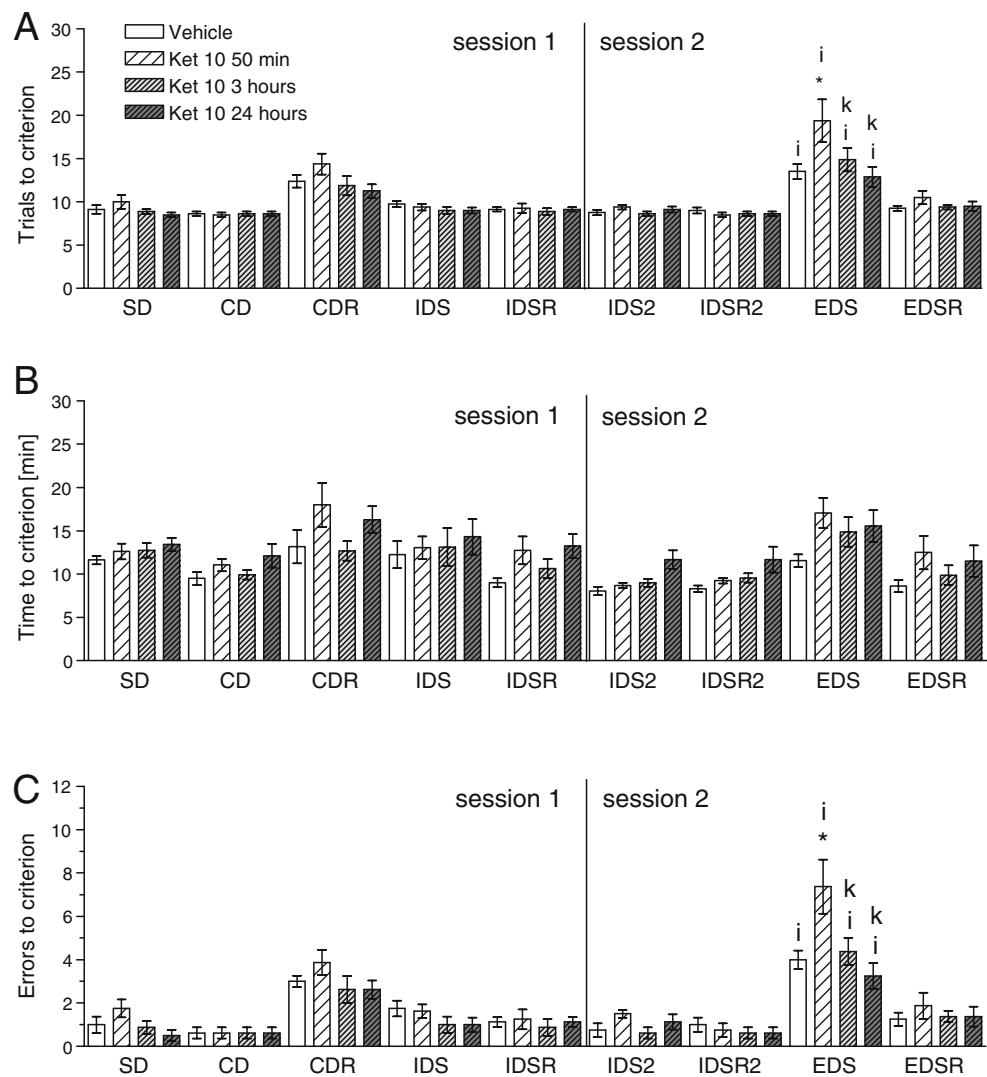 A
30
25
20
15
10
5
0
Trials to criterion
Vehicle
Ket 10 50 min
Ket 10 3 hours
Ket 10 24 hours
session 1
session 2
i
i
*
k
i
k
i
SD CD CDR IDS IDSR IDS2 IDSR2 EDS EDSR
B
30
25
20
15
10
5
0
Time to criterion [min]
session 1
session 2
SD CD CDR IDS IDSR IDS2 IDSR2 EDS EDSR
C
12
10
8
6
4
2
0
Errors to criterion
session 1
session 2
i
i
*
k
i
k
i
SD CD CDR IDS IDSR IDS2 IDSR2 EDS EDSR